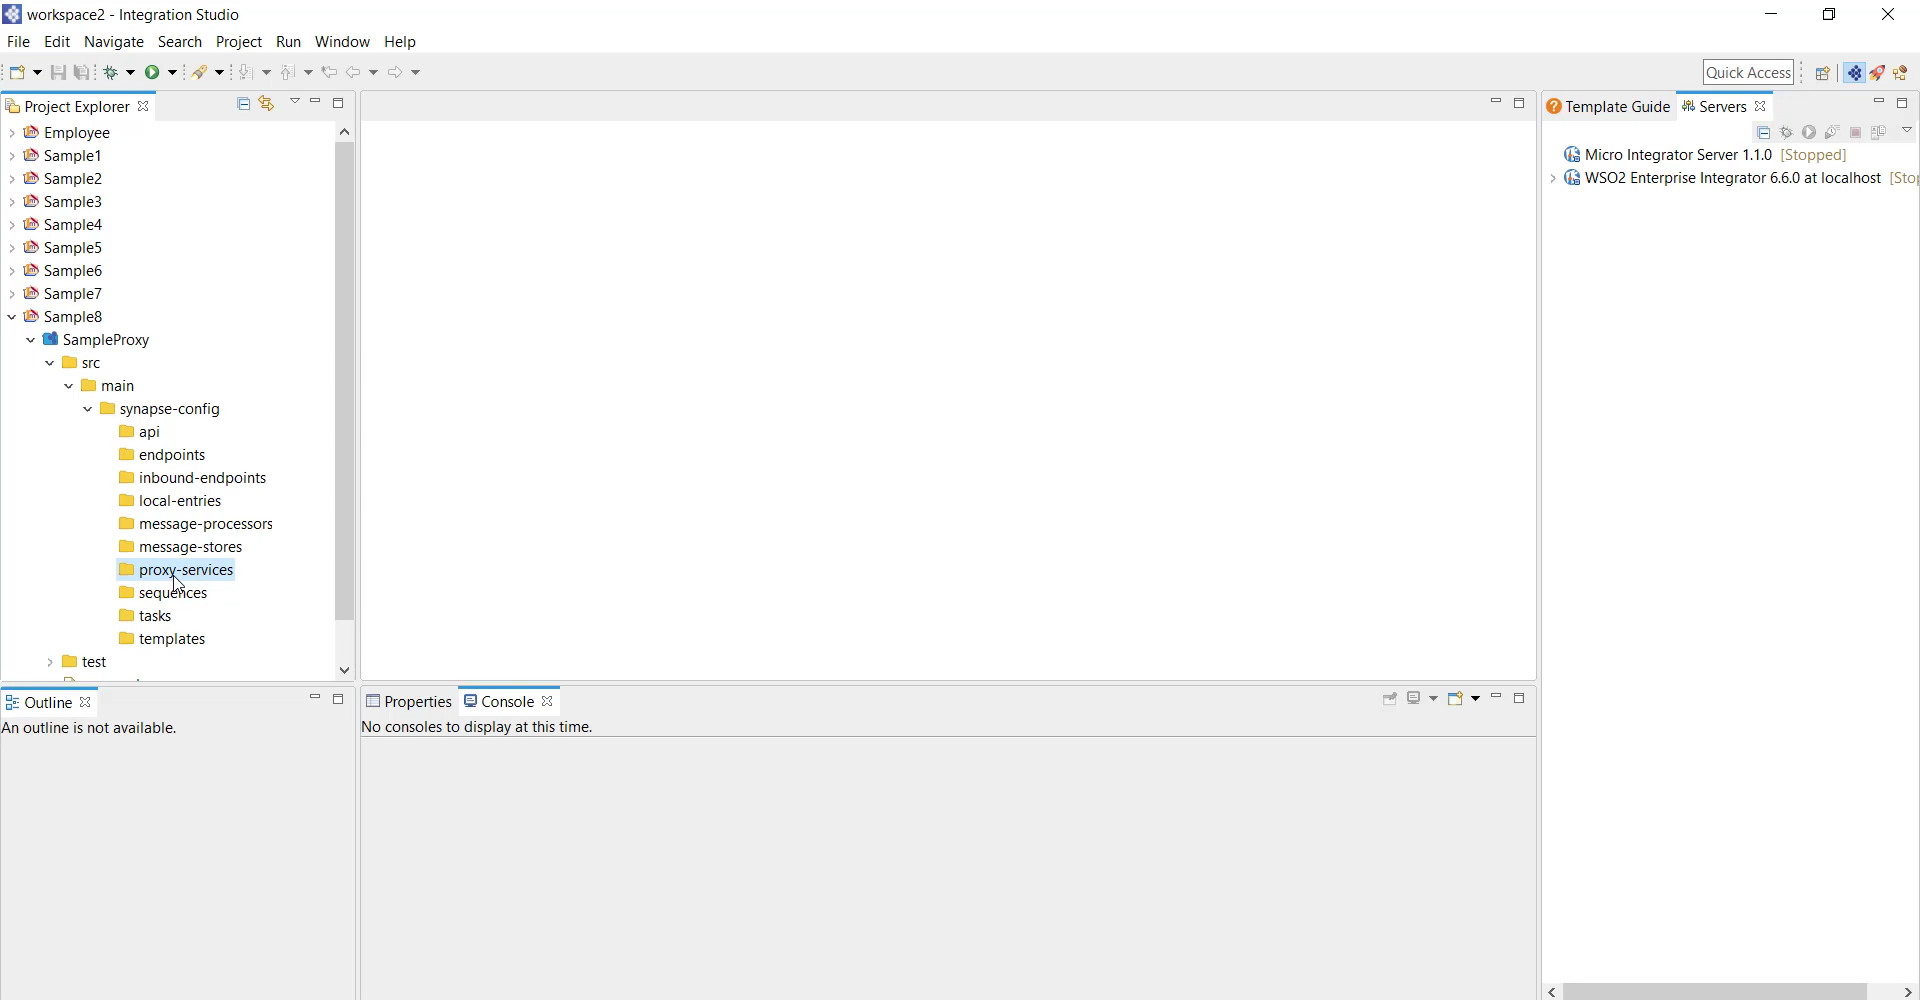 workspace2 - Integration Studio
File Edit Navigate Search Project Run Window Help
Quick Access
Project Explorer
Employee
Sample1
Sample2
Sample3
Sample4
Sample5
Sample6
Sample7
Sample8
SampleProxy
src
main
synapse-config
api
endpoints
inbound-endpoints
local-entries
message-processors
message-stores
proxy-services
sequences
tasks
templates
test
Template Guide Servers
Micro Integrator Server 1.1.0 [Stopped]
WSO2 Enterprise Integrator 6.6.0 at localhost [Sto
Outline
An outline is not available.
Properties Console
No consoles to display at this time.